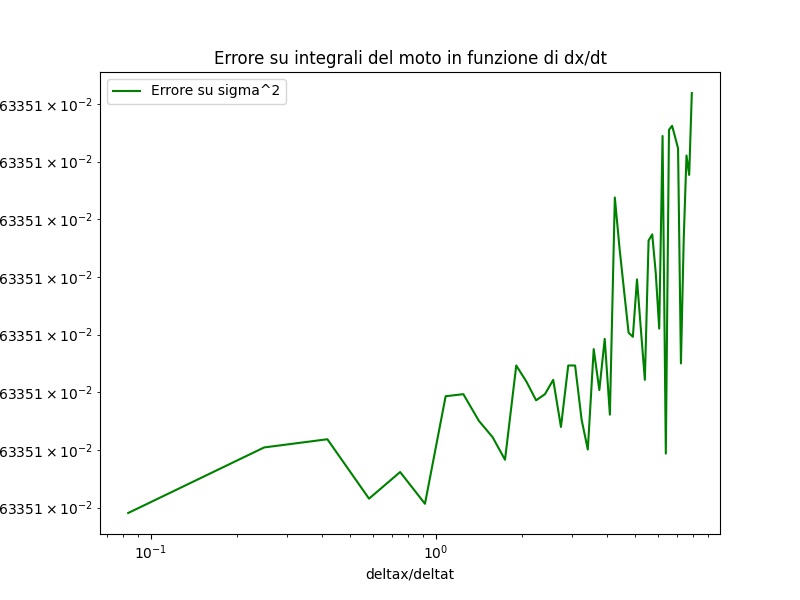 Errore su integrali del moto in funzione di dx/dt
Errore su sigma^2
63351 × 10⁻²
63351 × 10⁻²
63351 × 10⁻²
63351 × 10⁻²
63351 × 10⁻²
63351 × 10⁻²
63351 × 10⁻²
63351 × 10⁻²
10⁻¹
10⁰
deltax/deltat